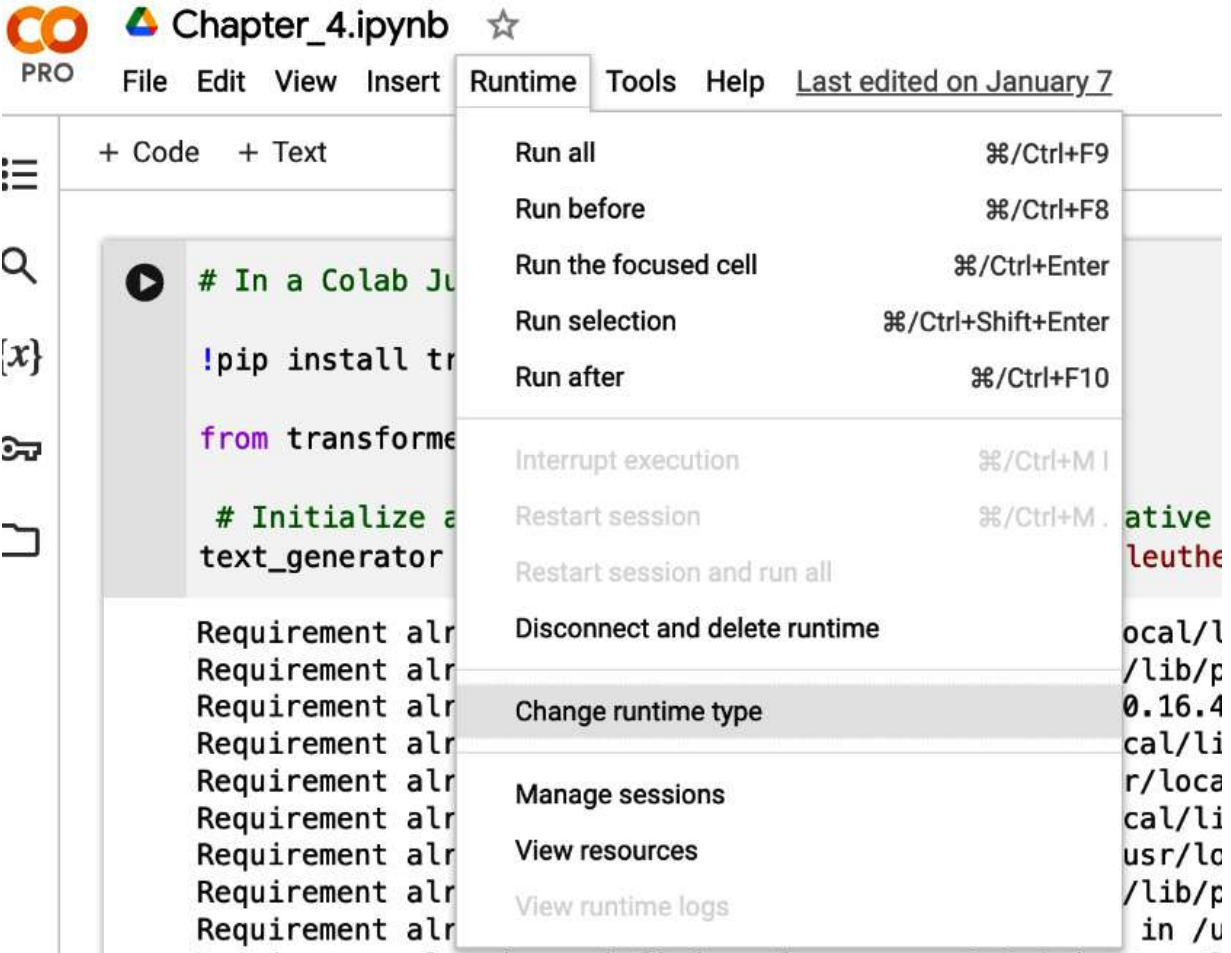 CO Chapter_4.ipynb
PRO File Edit View Insert Runtime Tools Help Last edited on January 7
+ Code + Text
Run all ⌘/Ctrl+F9
Run before ⌘/Ctrl+F8
Run the focused cell ⌘/Ctrl+Enter
Run selection ⌘/Ctrl+Shift+Enter
Run after ⌘/Ctrl+F10
Interrupt execution ⌘/Ctrl+M I
Restart session ⌘/Ctrl+M .
Restart session and run all
Disconnect and delete runtime
Change runtime type
Manage sessions
View resources
View runtime logs
{x}
# In a Colab Ju
!pip install tr
from transforme
# Initialize a ative
text_generator leuthe
Requirement alr ocal/l
Requirement alr /lib/p
Requirement alr 0.16.4
Requirement alr cal/li
Requirement alr r/loca
Requirement alr cal/li
Requirement alr usr/lo
Requirement alr /lib/p
Requirement alr in /u